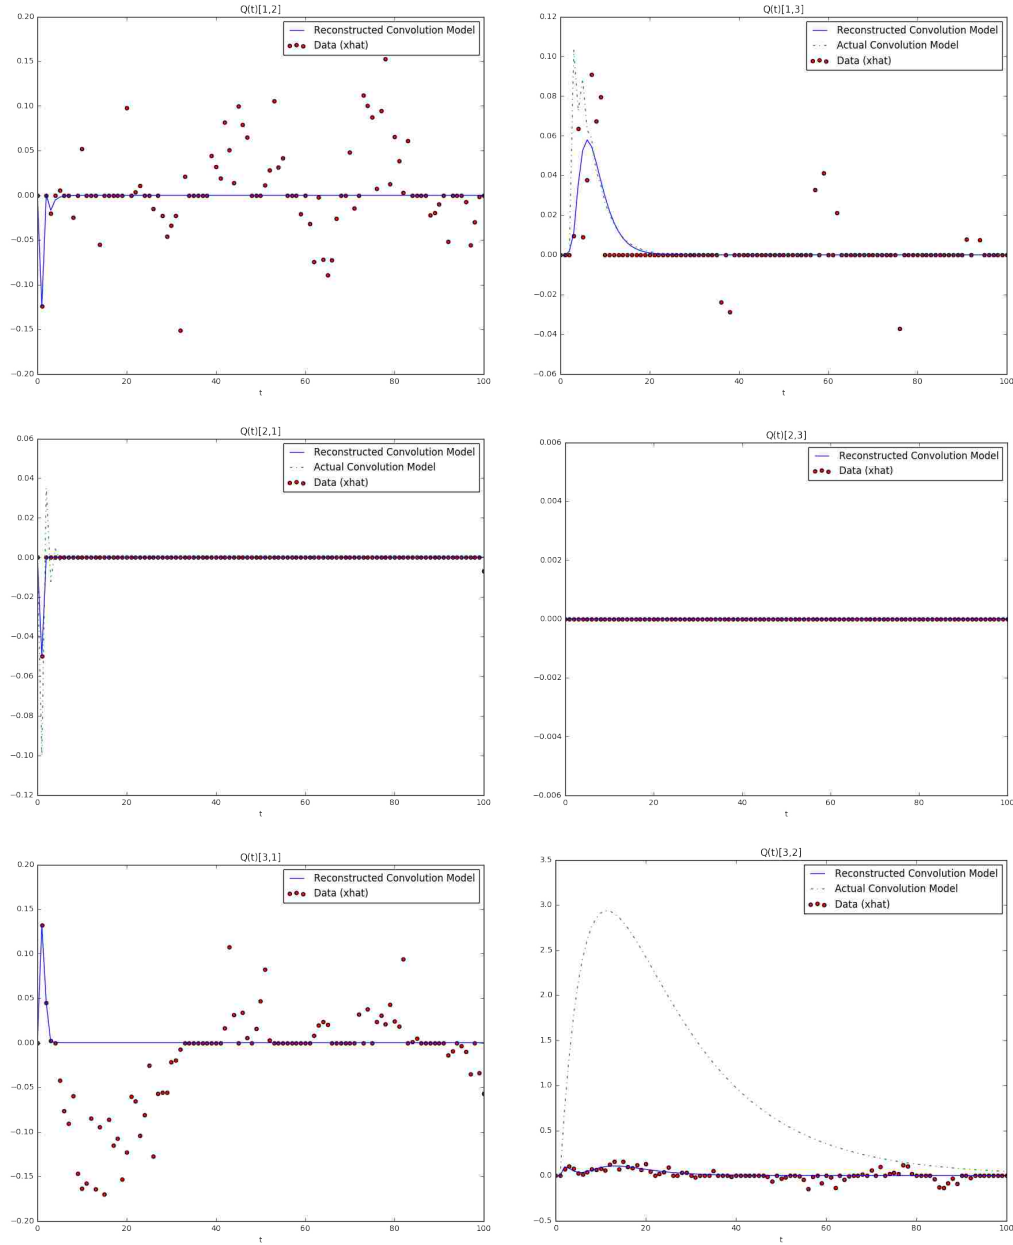 Q(t)[1,2]
Reconstructed Convolution Model
Data (xhat)
0.20
0.15
0.10
0.05
0.00
−0.05
−0.10
−0.15
−0.20
0 20 40 60 80 100
t
Q(t)[1,3]
Reconstructed Convolution Model
Actual Convolution Model
Data (xhat)
0.12
0.10
0.08
0.06
0.04
0.02
0.00
−0.02
−0.04
−0.06
0 20 40 60 80 100
t
Q(t)[2,1]
Reconstructed Convolution Model
Actual Convolution Model
Data (xhat)
0.06
0.04
0.02
0.00
−0.02
−0.04
−0.06
−0.08
−0.10
−0.12
0 20 40 60 80 100
t
Q(t)[2,3]
Reconstructed Convolution Model
Data (xhat)
0.006
0.004
0.002
0.000
−0.002
−0.004
−0.006
0 20 40 60 80 100
t
Q(t)[3,1]
Reconstructed Convolution Model
Data (xhat)
0.20
0.15
0.10
0.05
0.00
−0.05
−0.10
−0.15
−0.20
0 20 40 60 80 100
t
Q(t)[3,2]
Reconstructed Convolution Model
Actual Convolution Model
Data (xhat)
3.5
3.0
2.5
2.0
1.5
1.0
0.5
0.0
−0.5
0 20 40 60 80 100
t